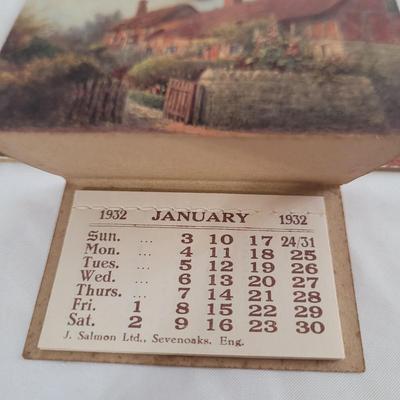 1932 JANUARY 1932
Sun. ... 3 10 17 24/31
Mon. ... 4 11 18 25
Tues. ... 5 12 19 26
Wed. ... 6 13 20 27
Thurs. ... 7 14 21 28
Fri. 1 8 15 22 29
Sat. 2 9 16 23 30
J. Salmon Ltd., Sevenoaks, Eng.